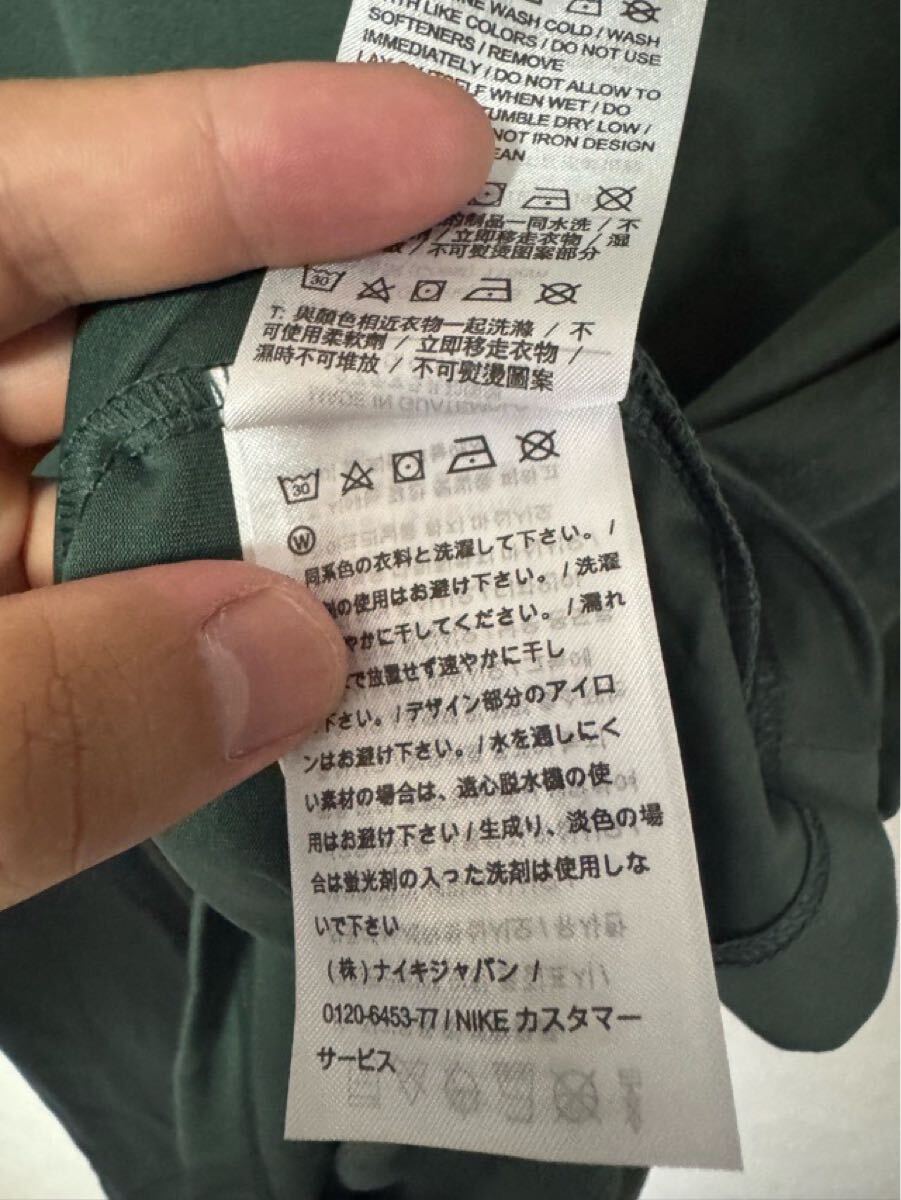 WASH COLD / WASH
LIKE COLORS / DO NOT USE
SOFTENERS / REMOVE
IMMEDIATELY / DO NOT ALLOW TO
WHEN WET / DO
TUMBLE DRY LOW /
NOT IRON DESIGN
的制品一同水洗 / 不
立即移走衣物 / 湿
/ 不可熨烫图案部分
30
T: 與顏色相近衣物一起洗滌 / 不
可使用柔軟劑 / 立即移走衣物 /
濕時不可堆放 / 不可熨燙圖案
30
W
同系色の衣料と洗濯して下さい。/
の使用はお避け下さい。/洗濯
やかに干してください。/濡れ
で放置せず速やかに干し
下さい。/デザイン部分のアイロ
ンはお避け下さい。/水を通しにく
い素材の場合は、遠心脱水機の使
用はお避け下さい/生成り、淡色の場
合は蛍光剤の入った洗剤は使用しな
いで下さい
(株)ナイキジャパン /
0120-6453-77/NIKE カスタマー
サービス